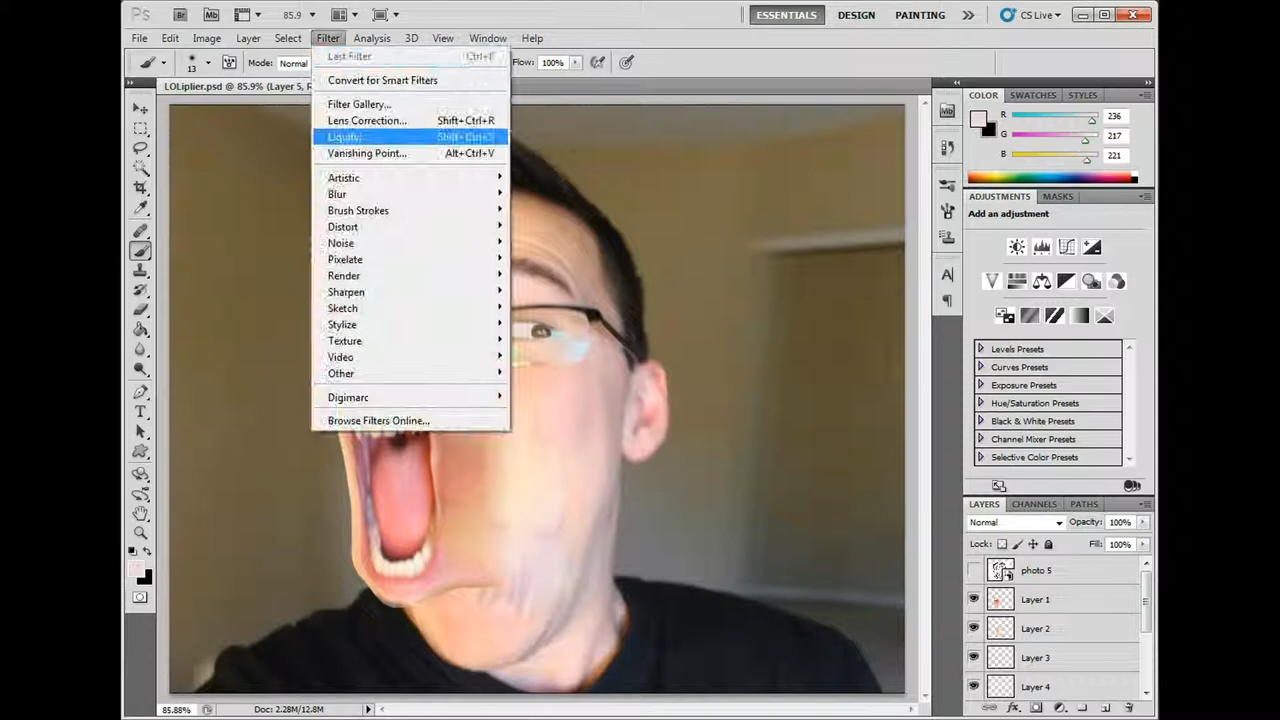 Ps Br Mb 85.9 ESSENTIALS DESIGN PAINTING CS Live
File Edit Image Layer Select Filter Analysis 3D View Window Help
13 Mode: Normal Flow: 100%
LOLiplier.psd @ 85.9% (Layer 5, R
Last Filter Ctrl+F
Convert for Smart Filters
Filter Gallery...
Lens Correction... Shift+Ctrl+R
Liquify... Shift+Ctrl+X
Vanishing Point... Alt+Ctrl+V
Artistic
Blur
Brush Strokes
Distort
Noise
Pixelate
Render
Sharpen
Sketch
Stylize
Texture
Video
Other
Digimarc
Browse Filters Online...
Mb
COLOR SWATCHES STYLES
R 236
G 217
B 221
ADJUSTMENTS MASKS
Add an adjustment
Levels Presets
Curves Presets
Exposure Presets
Hue/Saturation Presets
Black & White Presets
Channel Mixer Presets
Selective Color Presets
LAYERS CHANNELS PATHS
Normal Opacity: 100%
Lock: Fill: 100%
photo 5
Layer 1
Layer 2
Layer 3
Layer 4
85.88% Doc: 2.28M/12.8M